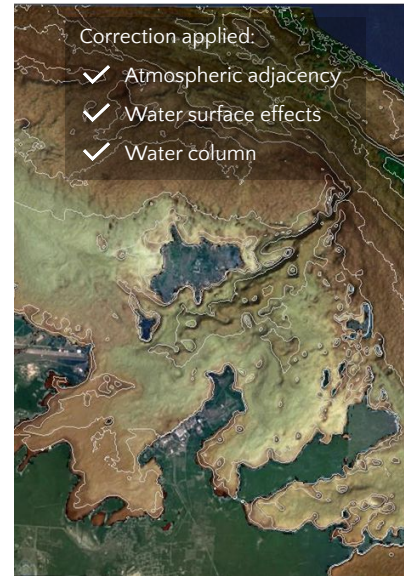 Correction applied:
Atmospheric adjacency
Water surface effects
Water column